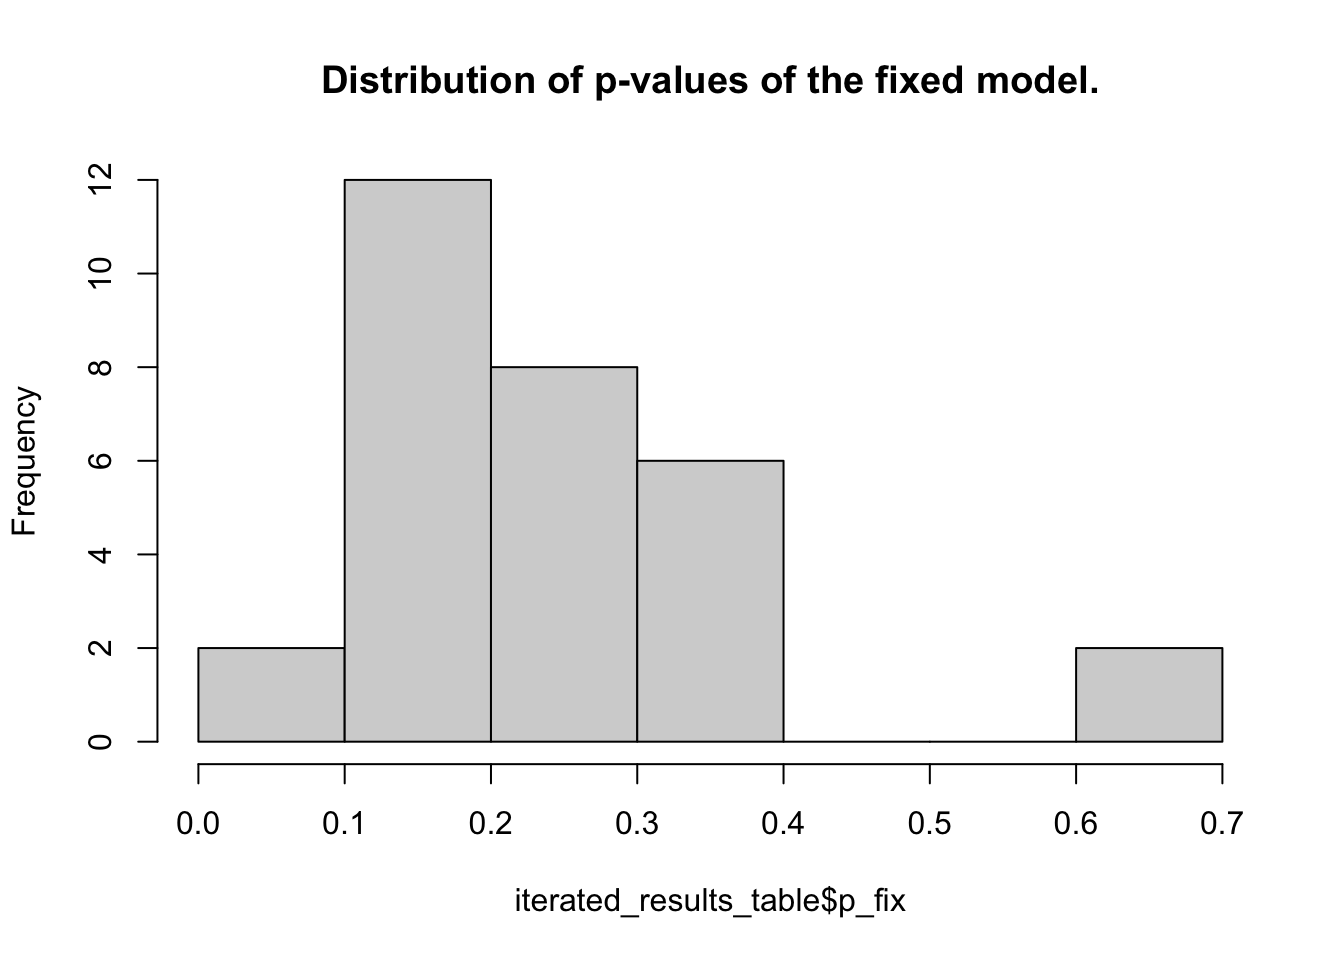 Distribution of p-values of the fixed model.
Frequency
12
10
8
6
4
2
0
0.0 0.1 0.2 0.3 0.4 0.5 0.6 0.7
iterated_results_table$p_fix